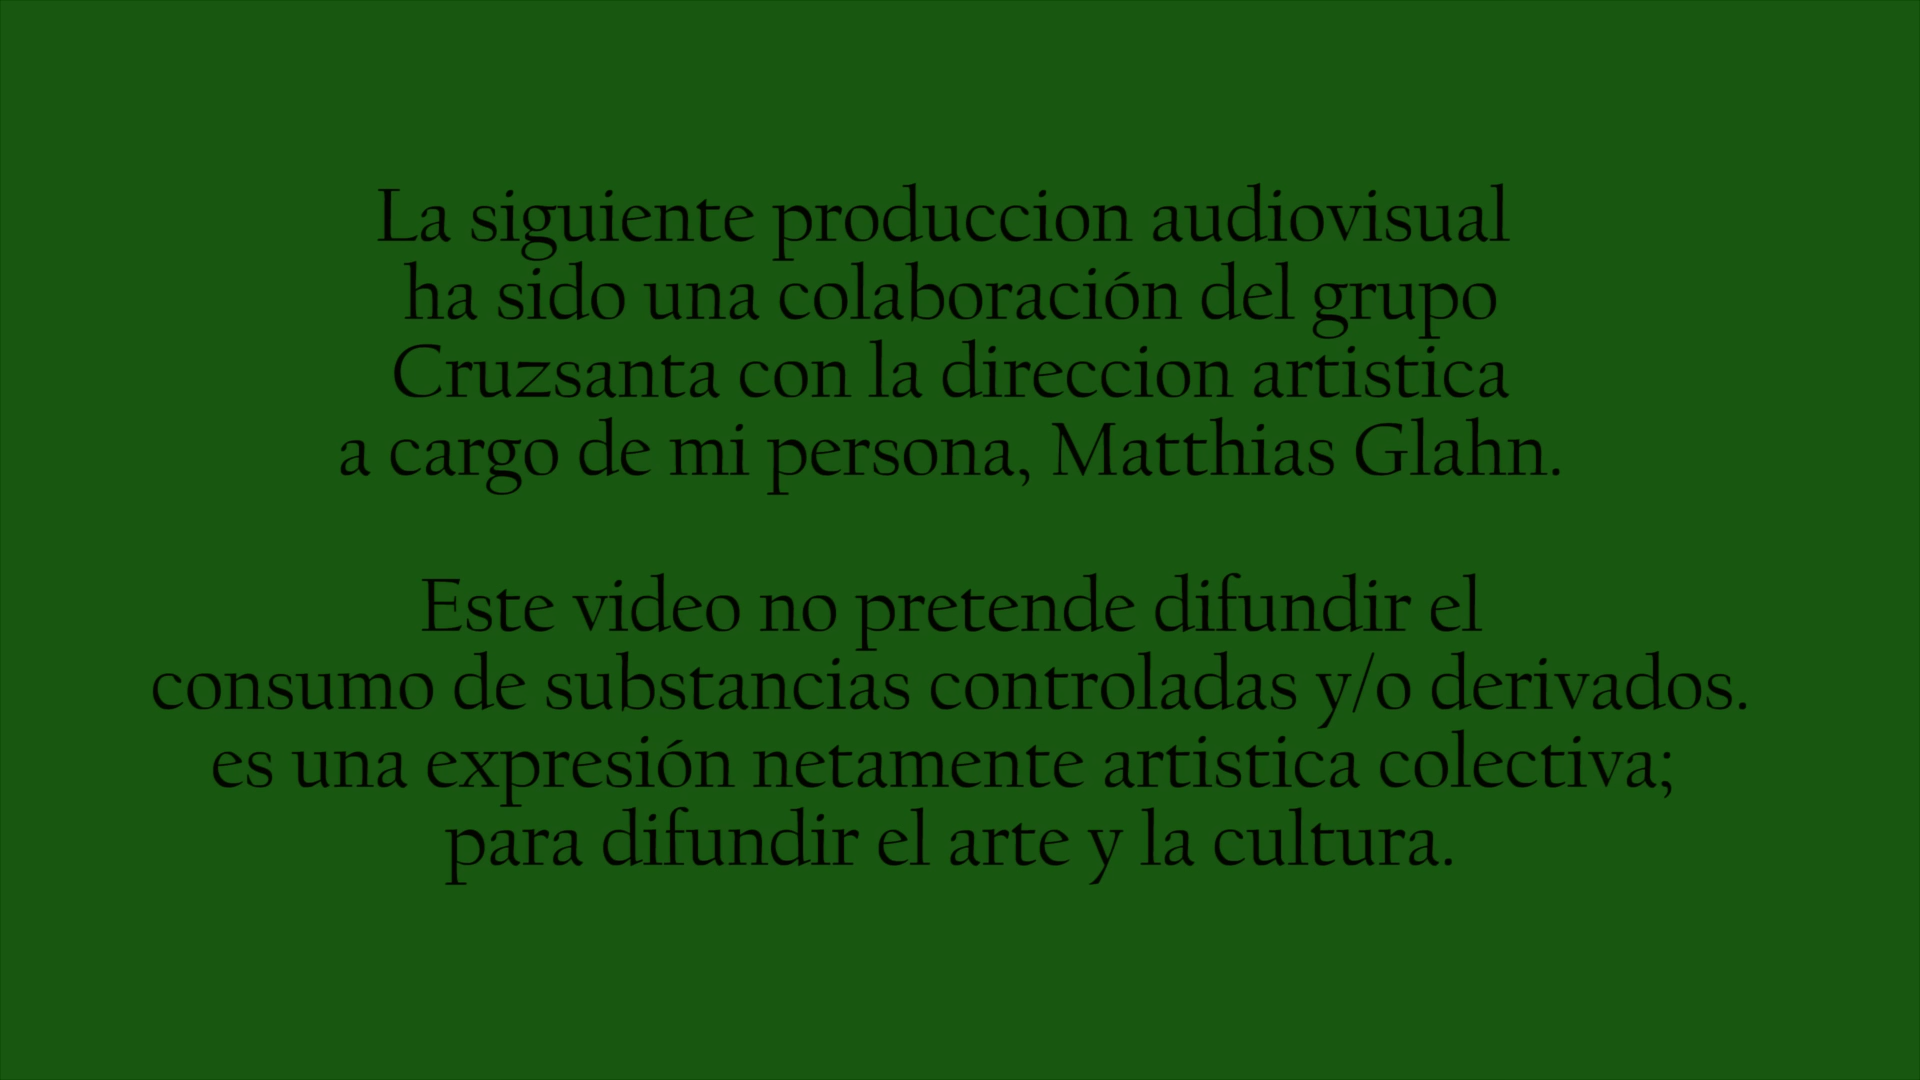 La siguiente produccion audiovisual
ha sido una colaboración del grupo
Cruzsanta con la direccion artistica
a cargo de mi persona, Matthias Glahn.
Este video no pretende difundir el
consumo de substancias controladas y/o derivados.
es una expresión netamente artistica colectiva;
para difundir el arte y la cultura.